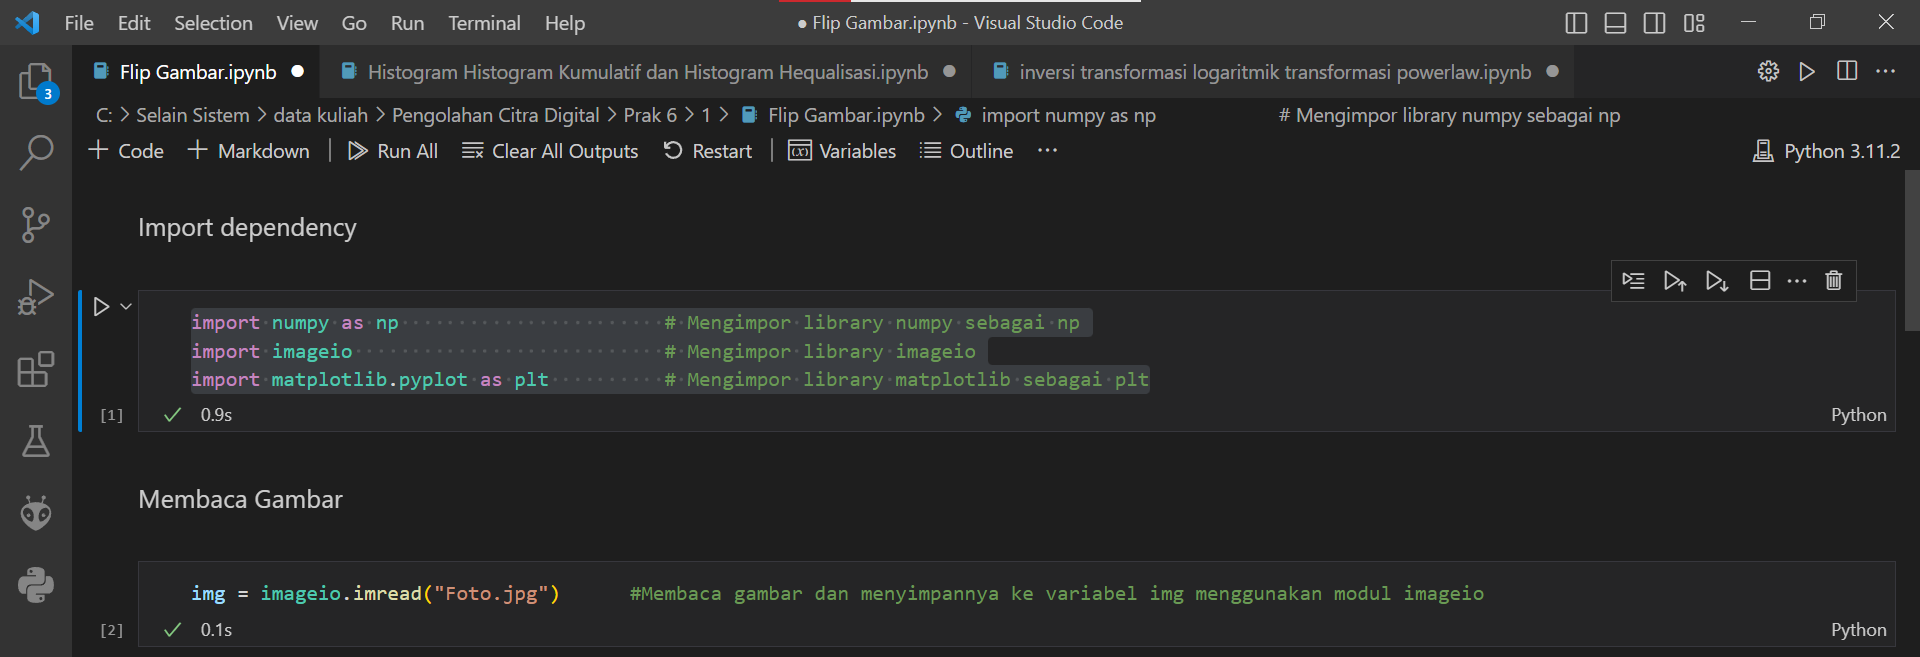 File Edit Selection View Go Run Terminal Help ● Flip Gambar.ipynb - Visual Studio Code
Flip Gambar.ipynb ● Histogram Histogram Kumulatif dan Histogram Hequalisasi.ipynb ● inversi transformasi logaritmik transformasi powerlaw.ipynb ●
3
C: > Selain Sistem > data kuliah > Pengolahan Citra Digital > Prak 6 > 1 > Flip Gambar.ipynb > import numpy as np # Mengimpor library numpy sebagai np
+ Code + Markdown | Run All Clear All Outputs Restart | (x) Variables Outline ··· Python 3.11.2
Import dependency
import numpy as np # Mengimpor library numpy sebagai np
import imageio # Mengimpor library imageio
import matplotlib.pyplot as plt # Mengimpor library matplotlib sebagai plt
[1] ✓ 0.9s Python
Membaca Gambar
img = imageio.imread("Foto.jpg") #Membaca gambar dan menyimpannya ke variabel img menggunakan modul imageio
[2] ✓ 0.1s Python